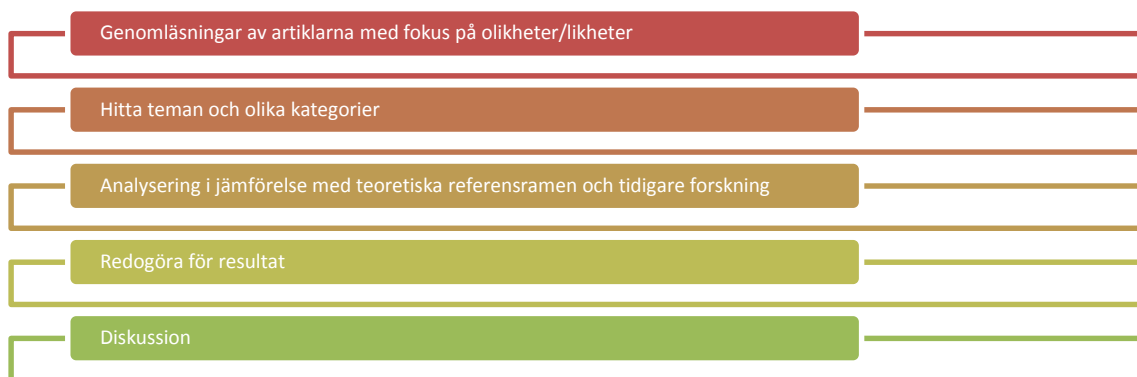 Genomläsningar av artiklarna med fokus på olikheter/likheter
Hitta teman och olika kategorier
Analysering i jämförelse med teoretiska referensramen och tidigare forskning
Redogöra för resultat
Diskussion